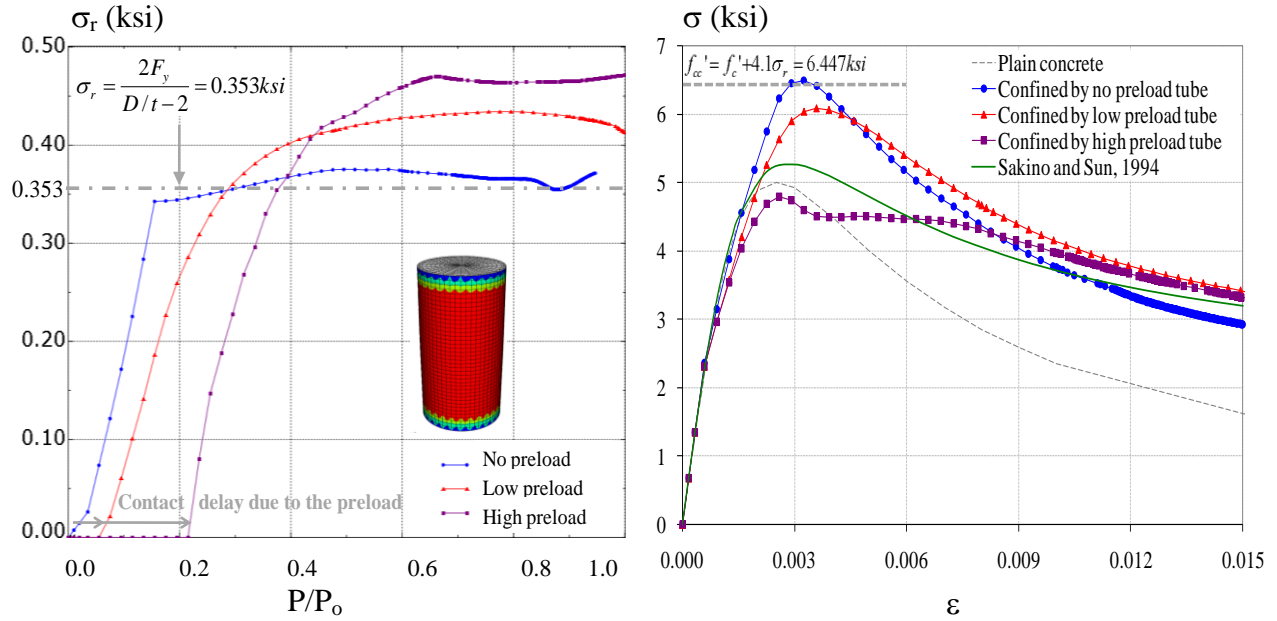 σr (ksi)
0.50
0.40
0.353
0.30
0.20
0.10
0.00
σr = 2Fy / (D/t − 2) = 0.353ksi
No preload
Low preload
High preload
Contact delay due to the preload
0.0 0.2 0.4 0.6 0.8 1.0
P/Po
σ (ksi)
7
6
5
4
3
2
1
0
fcc' = fc'+4.1σr = 6.447ksi
Plain concrete
Confined by no preload tube
Confined by low preload tube
Confined by high preload tube
Sakino and Sun, 1994
0.000 0.003 0.006 0.009 0.012 0.015
ε